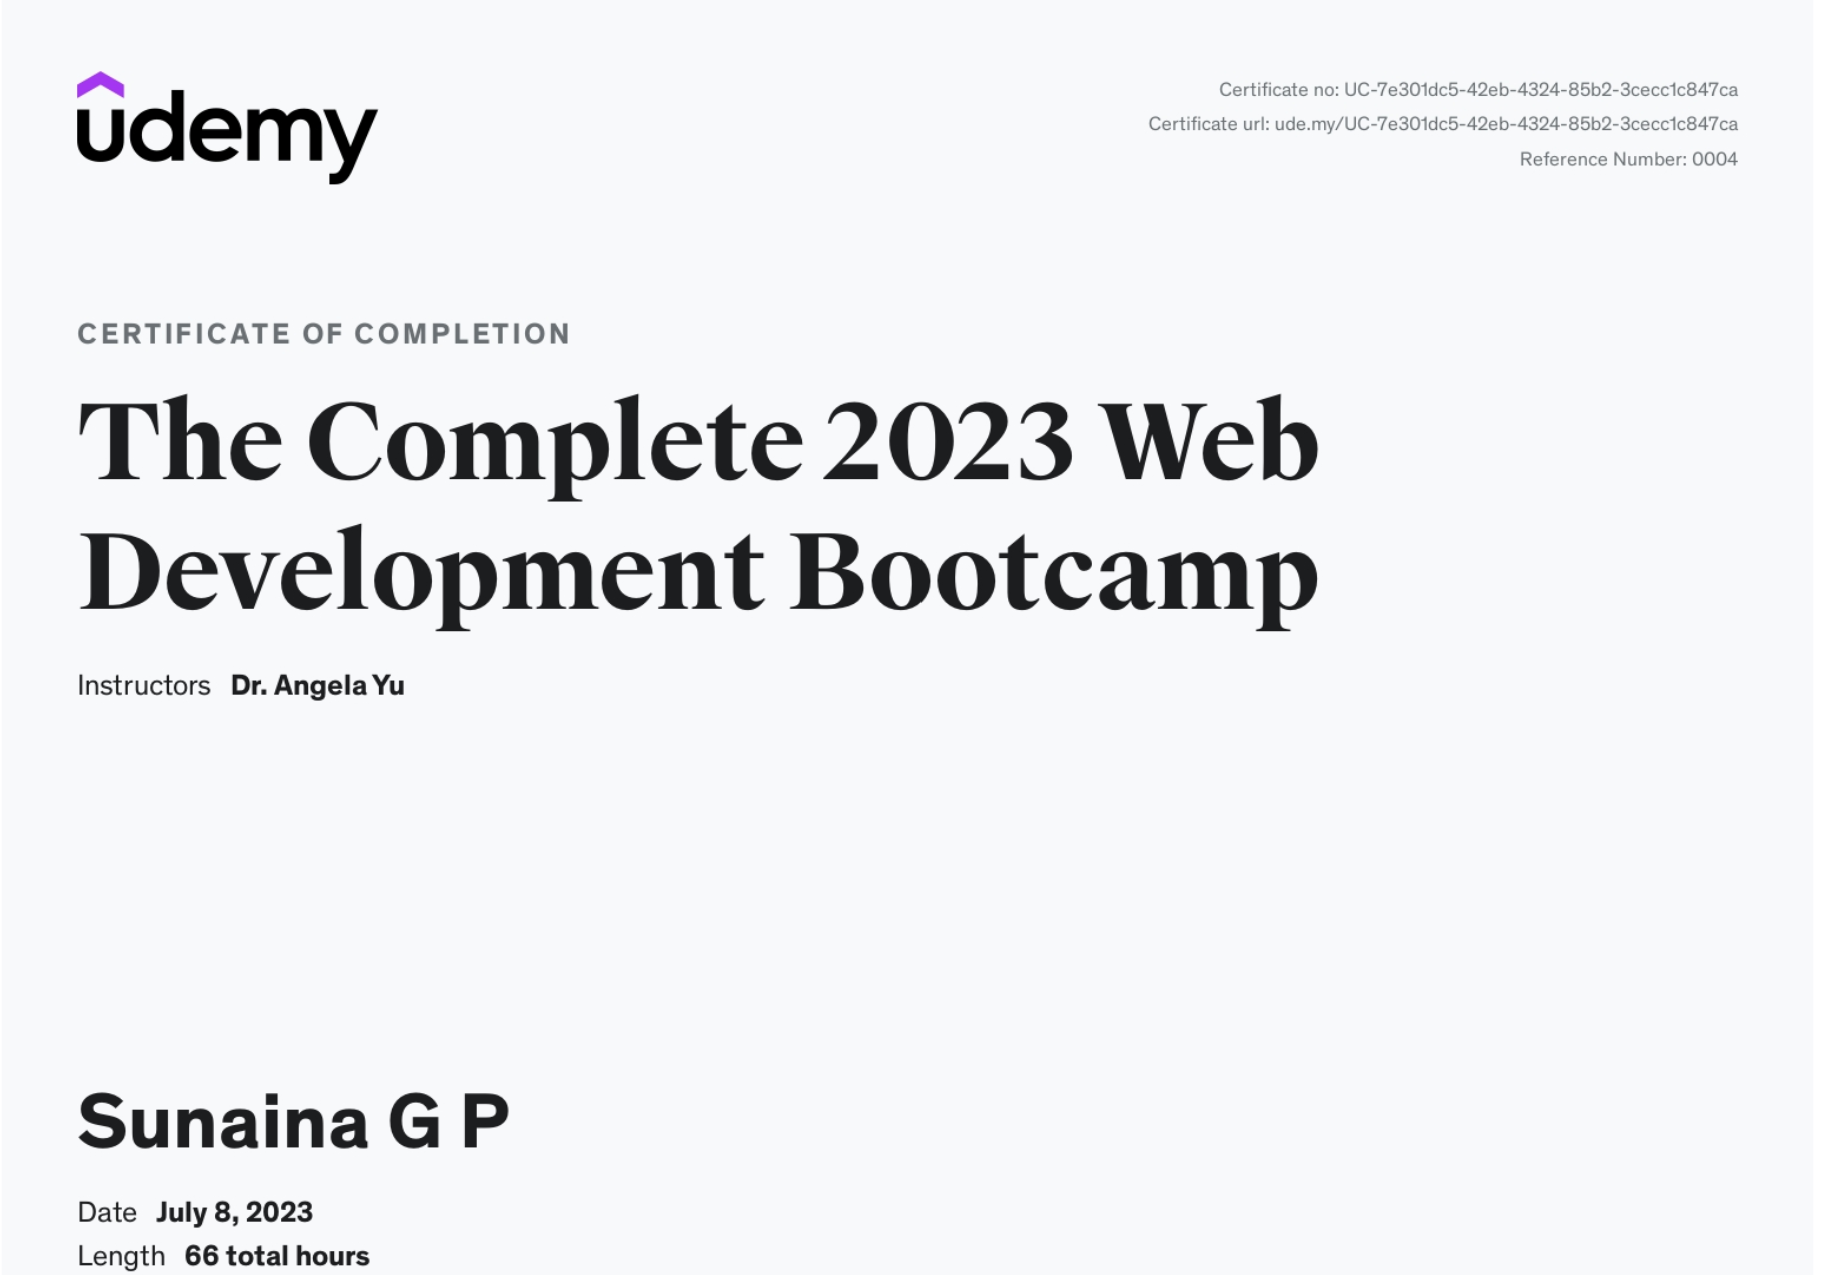 udemy
Certificate no: UC-7e301dc5-42eb-4324-85b2-3cecc1c847ca
Certificate url: ude.my/UC-7e301dc5-42eb-4324-85b2-3cecc1c847ca
Reference Number: 0004
CERTIFICATE OF COMPLETION
The Complete 2023 Web
Development Bootcamp
Instructors Dr. Angela Yu
Sunaina G P
Date July 8, 2023
Length 66 total hours